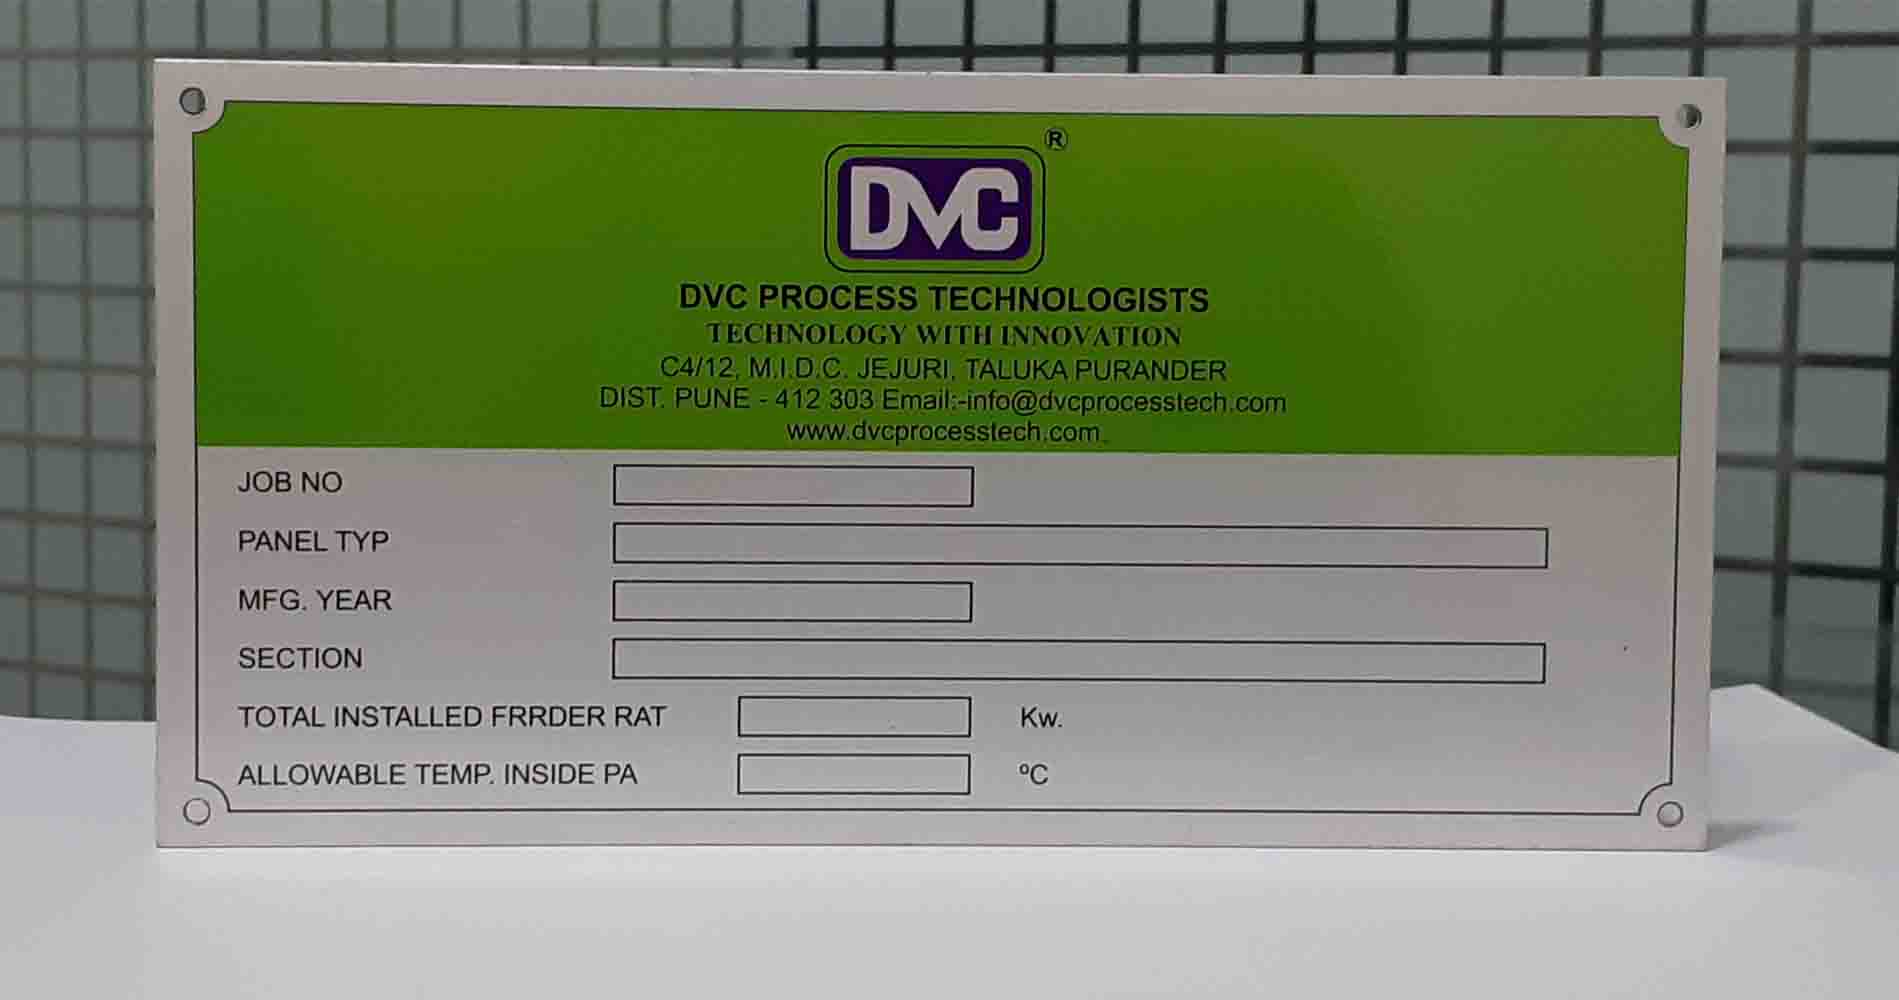 ®
DVC
DVC PROCESS TECHNOLOGISTS
TECHNOLOGY WITH INNOVATION
C4/12, M.I.D.C. JEJURI, TALUKA PURANDER
DIST. PUNE - 412 303 Email:-info@dvcprocesstech.com
www.dvcprocesstech.com
JOB NO
PANEL TYP
MFG. YEAR
SECTION
TOTAL INSTALLED FRRDER RAT Kw.
ALLOWABLE TEMP. INSIDE PA ºC